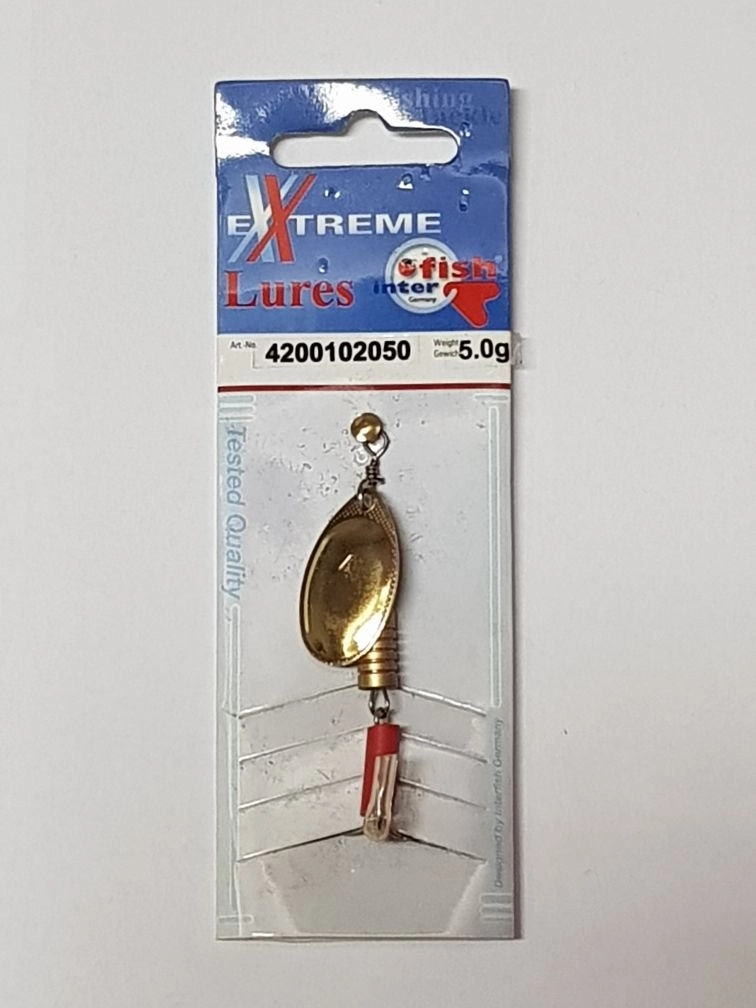 Fishing
Tackle
EXTREME
Lures
fish
inter
Germany
Art.-No. 4200102050 Weight 5.0g
Gewicht
Tested Quality
Designed by Interfish Germany